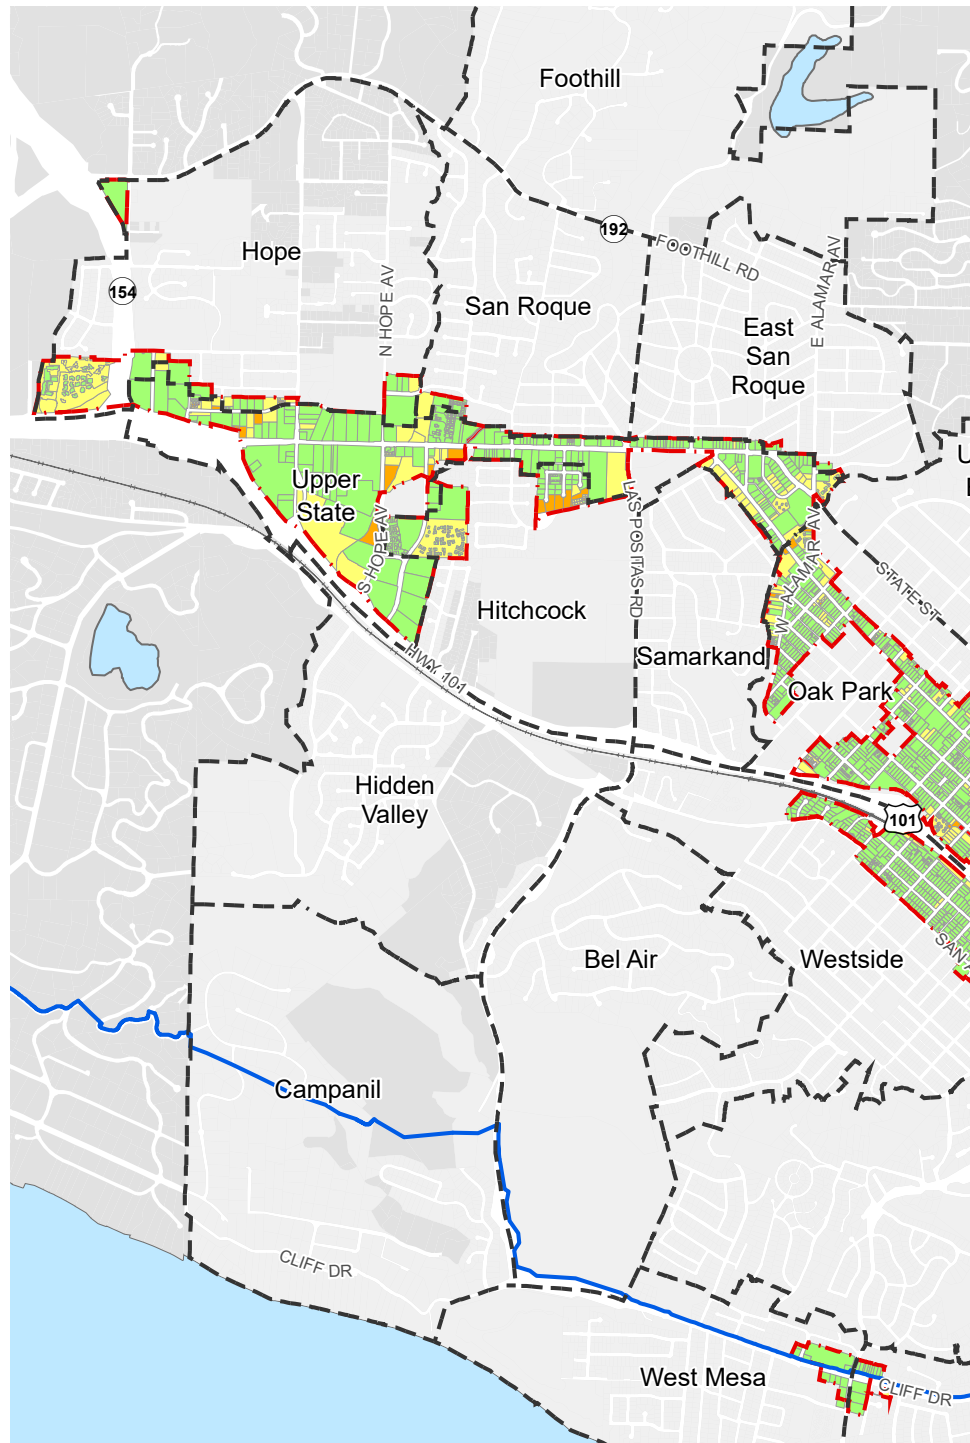 Foothill
192
FOOTHILL RD
E ALAMAR AV
Hope
154
N HOPE AV
San Roque
East
San
Roque
U
Upper
State
S HOPE AV
LAS POSITAS RD
W ALAMAR AV
STATE ST
Hitchcock
HWY 101
Samarkand
Oak Park
Hidden
Valley
101
Bel Air
Westside
SAN A
Campanil
CLIFF DR
West Mesa
CLIFF DR